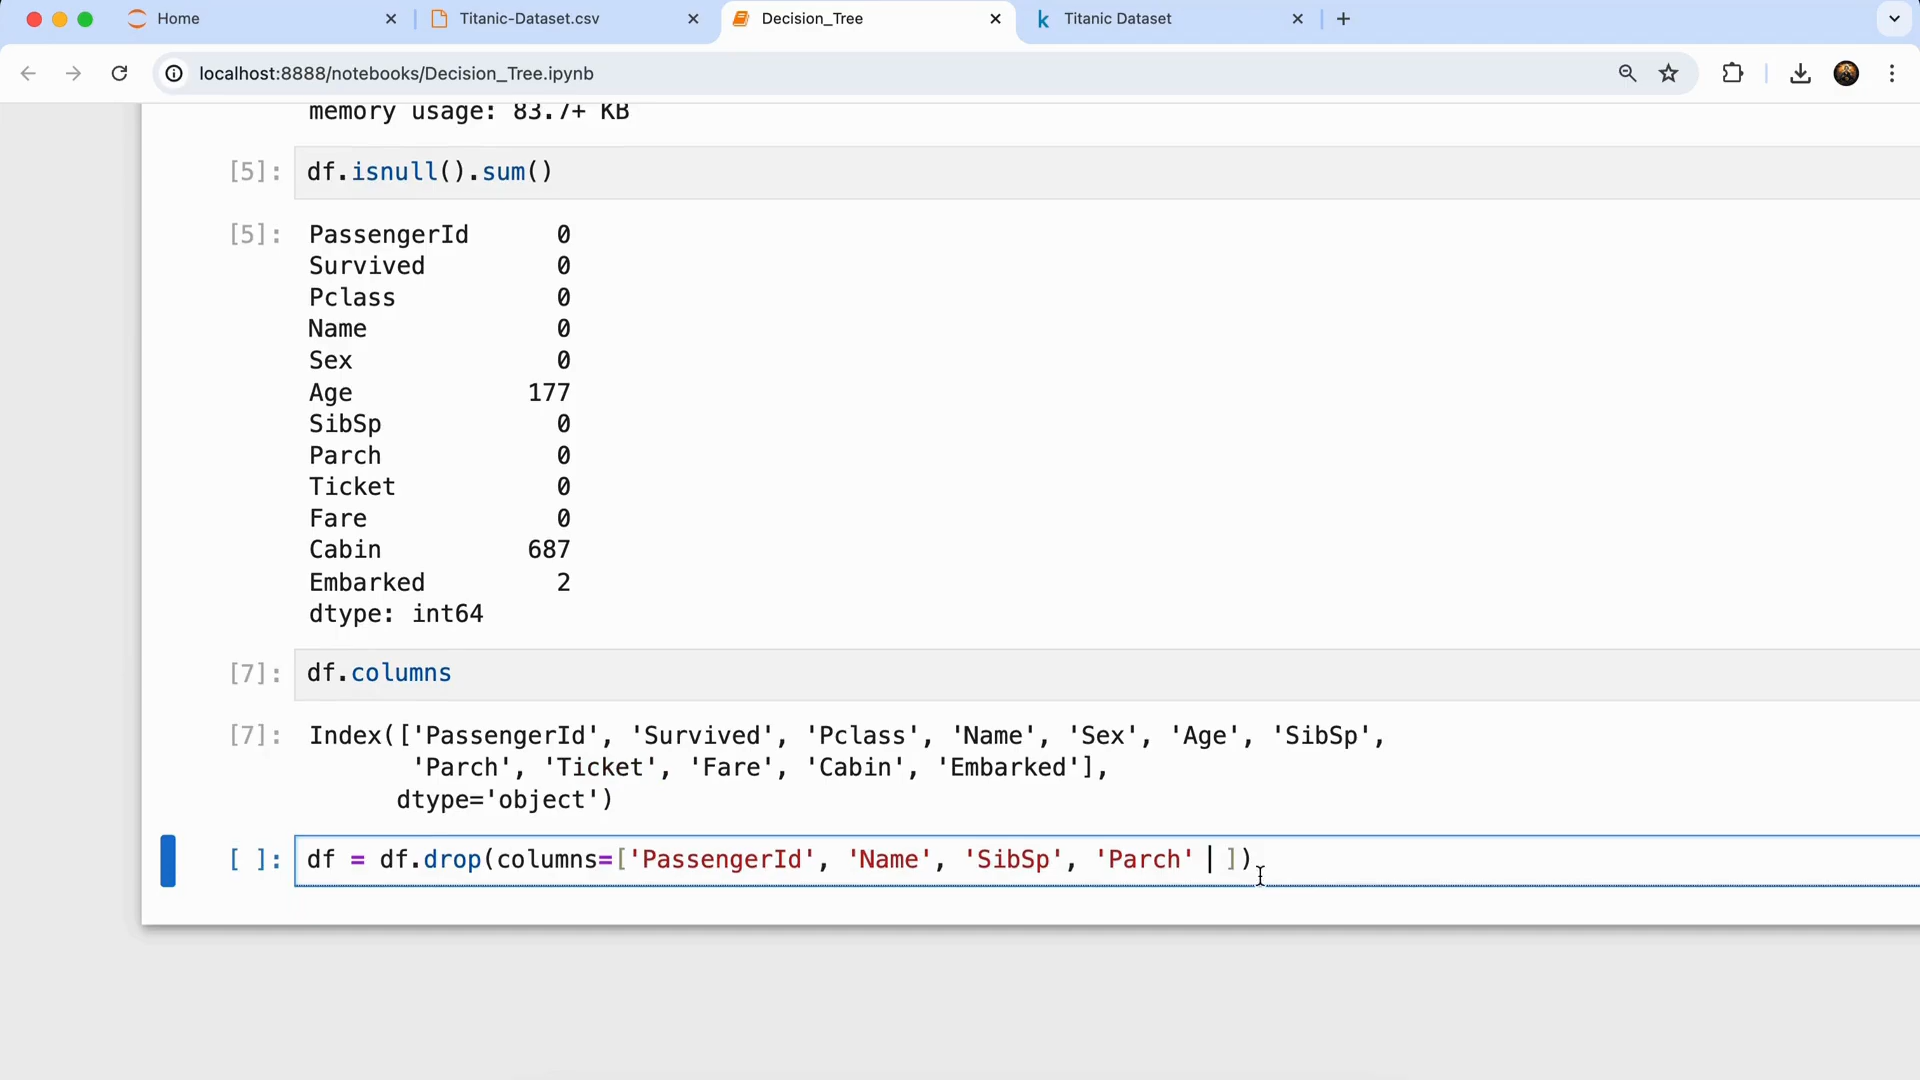 Home
Titanic-Dataset.csv
Decision_Tree
Titanic Dataset
localhost:8888/notebooks/Decision_Tree.ipynb
memory usage: 83.7+ KB
[5]: df.isnull().sum()
[5]: PassengerId 0
Survived 0
Pclass 0
Name 0
Sex 0
Age 177
SibSp 0
Parch 0
Ticket 0
Fare 0
Cabin 687
Embarked 2
dtype: int64
[7]: df.columns
[7]: Index(['PassengerId', 'Survived', 'Pclass', 'Name', 'Sex', 'Age', 'SibSp',
'Parch', 'Ticket', 'Fare', 'Cabin', 'Embarked'],
dtype='object')
[ ]: df = df.drop(columns=['PassengerId', 'Name', 'SibSp', 'Parch' ])